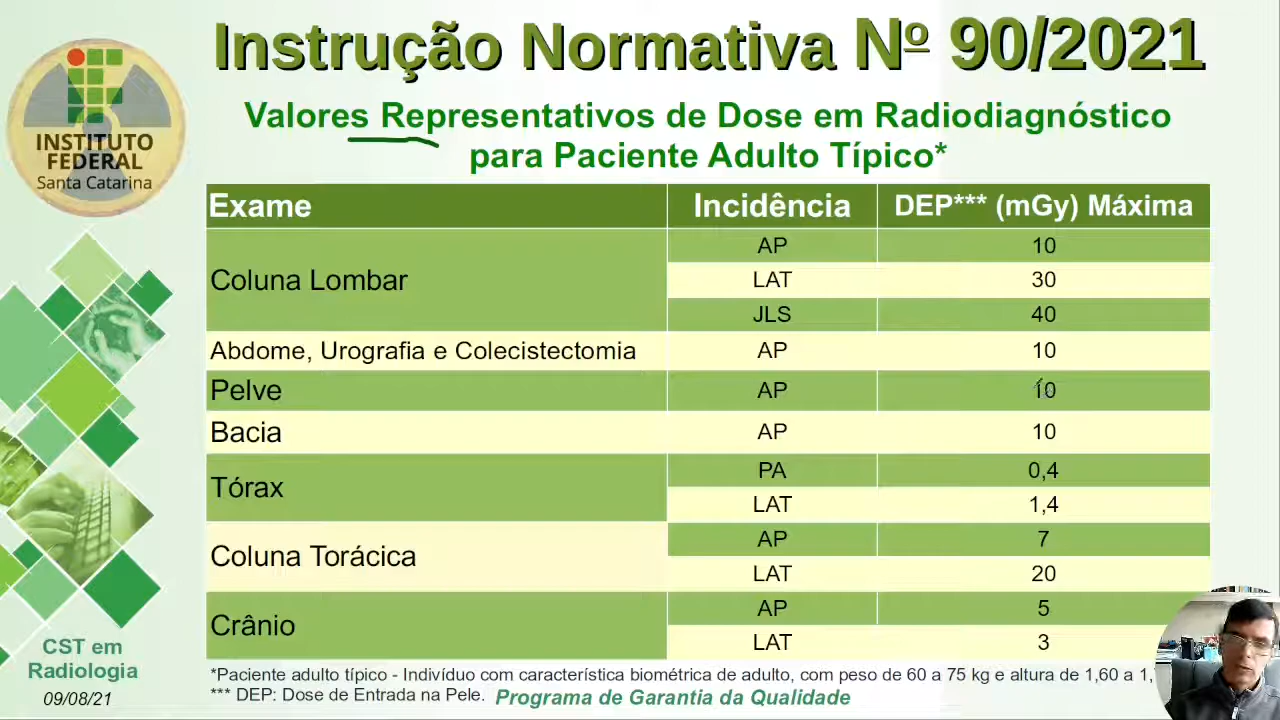 Instrução Normativa Nº 90/2021
INSTITUTO
FEDERAL
Santa Catarina
Valores Representativos de Dose em Radiodiagnóstico
para Paciente Adulto Típico*
Exame Incidência DEP*** (mGy) Máxima
Coluna Lombar
AP 10
LAT 30
JLS 40
Abdome, Urografia e Colecistectomia AP 10
Pelve AP 10
Bacia AP 10
Tórax
PA 0,4
LAT 1,4
Coluna Torácica
AP 7
LAT 20
Crânio
AP 5
LAT 3
CST em
Radiologia
09/08/21
*Paciente adulto típico - Indivíduo com característica biométrica de adulto, com peso de 60 a 75 kg e altura de 1,60 a 1,
*** DEP: Dose de Entrada na Pele.
Programa de Garantia da Qualidade